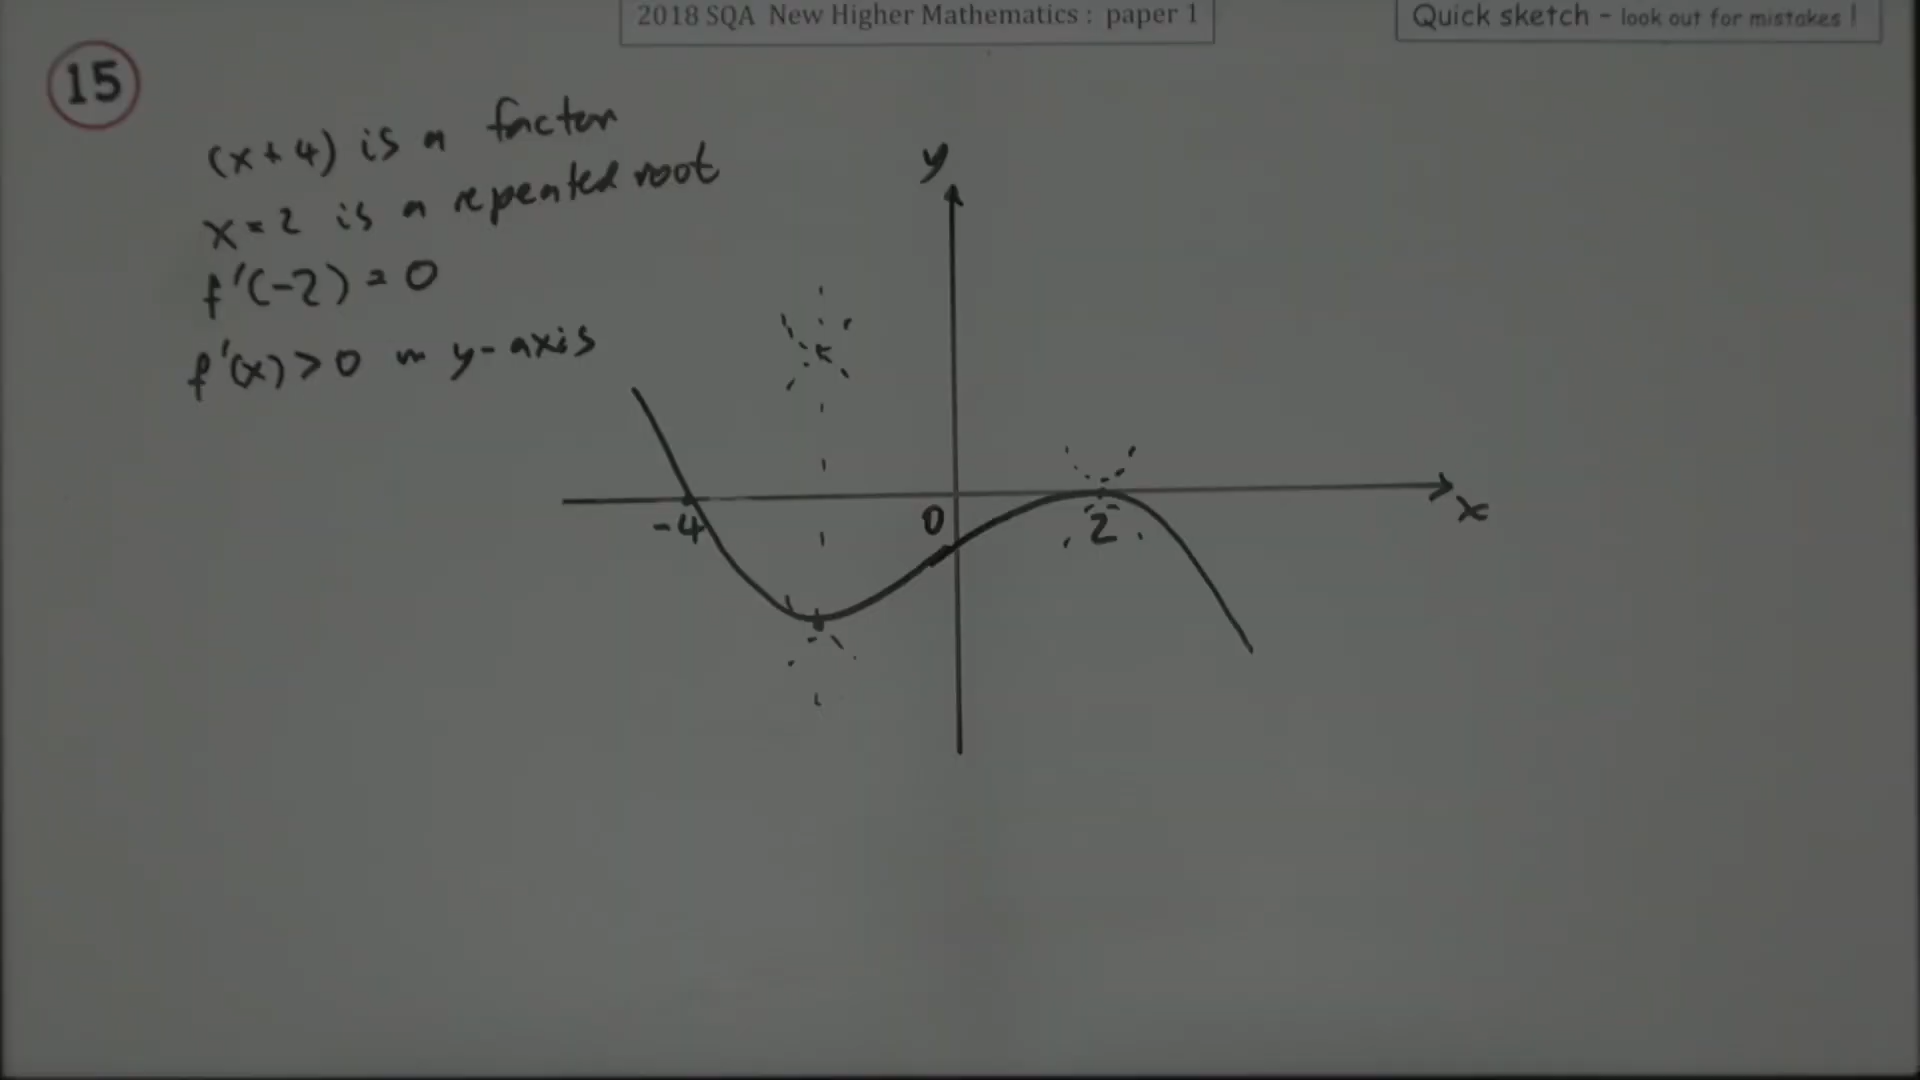 2018 SQA New Higher Mathematics : paper 1
Quick sketch - look out for mistakes !
15
(x+4) is a factor
x = 2 is a repeated root
f'(-2) = 0
f'(x) > 0 on y-axis
y
-4
0
2
x